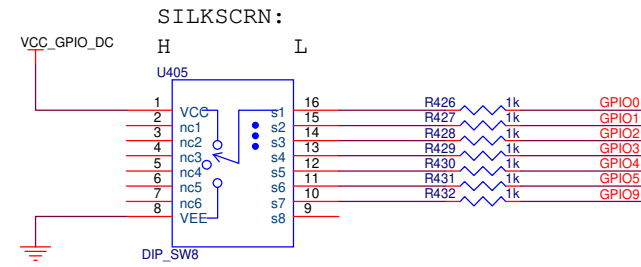 SILKSCRN:
VCC_GPIO_DC H L
U405
1 VCC s1 16 R426 1k GPIO0
2 nc1 s2 15 R427 1k GPIO1
3 nc2 s3 14 R428 1k GPIO2
4 nc3 s4 13 R429 1k GPIO3
5 nc4 s5 12 R430 1k GPIO4
6 nc5 s6 11 R431 1k GPIO5
7 nc6 s7 10 R432 1k GPIO9
8 VEE s8 9
DIP_SW8